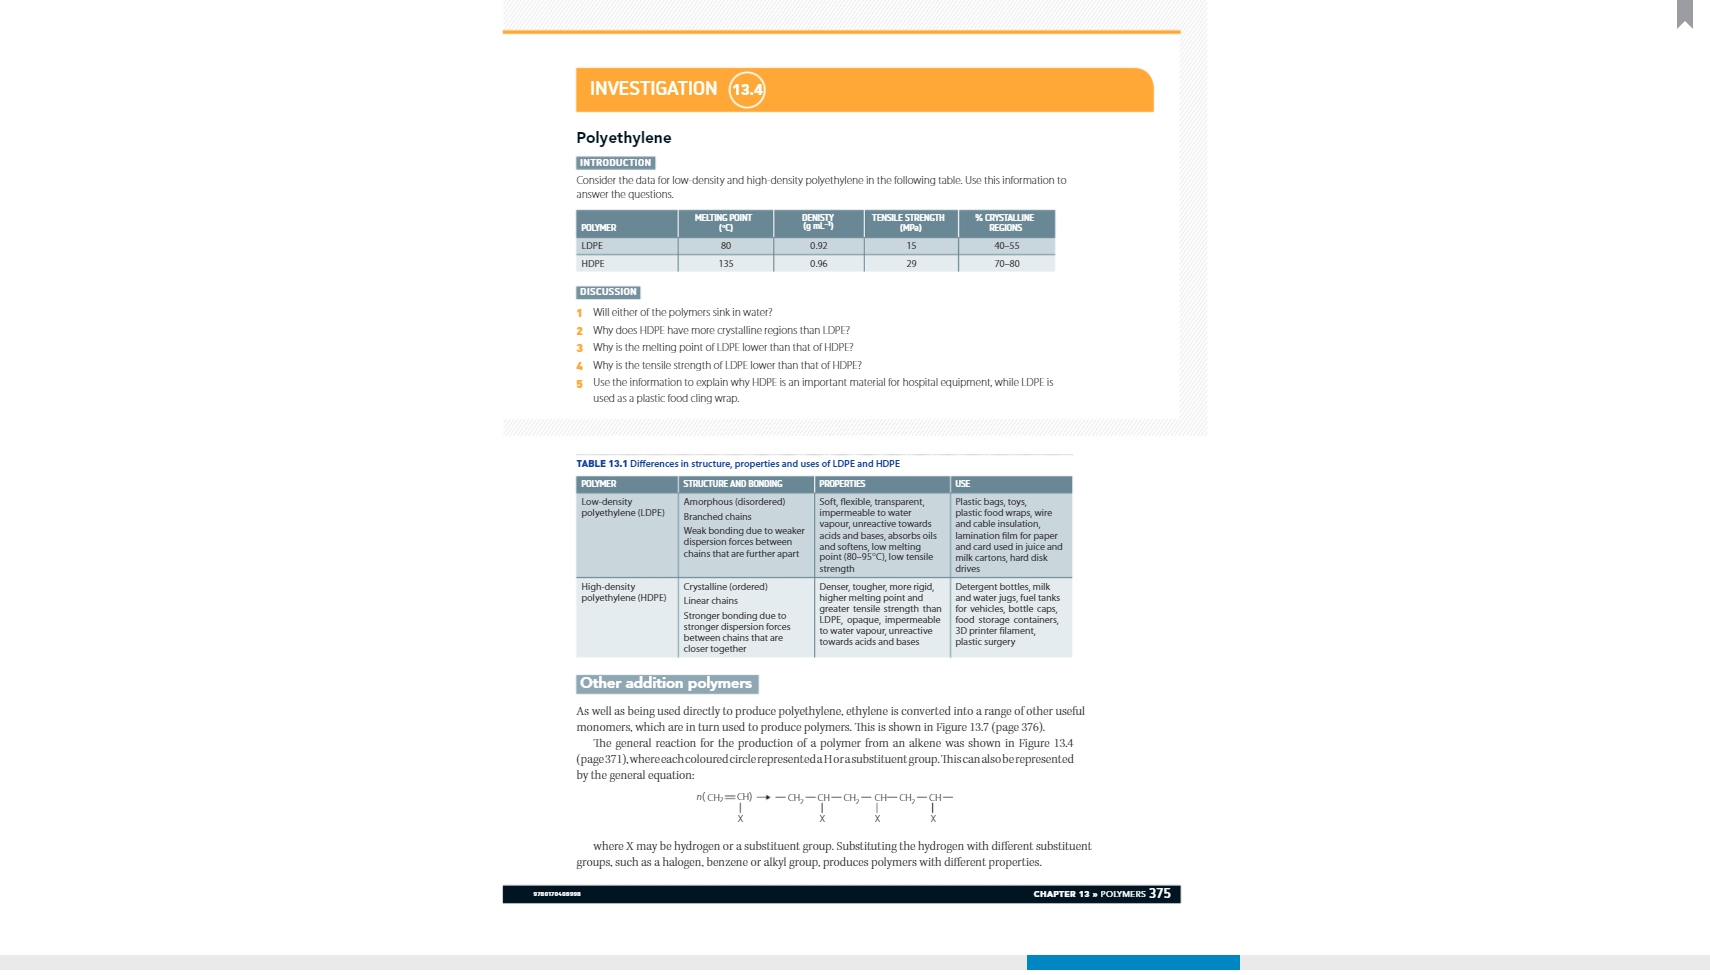 INVESTIGATION 13.4
Polyethylene
INTRODUCTION
Consider the data for low-density and high-density polyethylene in the following table. Use this information to
answer the questions.
POLYMER MELTING POINT (°C) DENISTY (g mL⁻¹) TENSILE STRENGTH (MPa) % CRYSTALLINE REGIONS
LDPE 80 0.92 15 40–55
HDPE 135 0.96 29 70–80
DISCUSSION
1 Will either of the polymers sink in water?
2 Why does HDPE have more crystalline regions than LDPE?
3 Why is the melting point of LDPE lower than that of HDPE?
4 Why is the tensile strength of LDPE lower than that of HDPE?
5 Use the information to explain why HDPE is an important material for hospital equipment, while LDPE is
used as a plastic food cling wrap.
TABLE 13.1 Differences in structure, properties and uses of LDPE and HDPE
POLYMER STRUCTURE AND BONDING PROPERTIES USE
Low-density
polyethylene (LDPE)
Amorphous (disordered)
Branched chains
Weak bonding due to weaker
dispersion forces between
chains that are further apart
Soft, flexible, transparent,
impermeable to water
vapour, unreactive towards
acids and bases, absorbs oils
and softens, low melting
point (80–95°C), low tensile
strength
Plastic bags, toys,
plastic food wraps, wire
and cable insulation,
lamination film for paper
and card used in juice and
milk cartons, hard disk
drives
High-density
polyethylene (HDPE)
Crystalline (ordered)
Linear chains
Stronger bonding due to
stronger dispersion forces
between chains that are
closer together
Denser, tougher, more rigid,
higher melting point and
greater tensile strength than
LDPE, opaque, impermeable
to water vapour, unreactive
towards acids and bases
Detergent bottles, milk
and water jugs, fuel tanks
for vehicles, bottle caps,
food storage containers,
3D printer filament,
plastic surgery
Other addition polymers
As well as being used directly to produce polyethylene, ethylene is converted into a range of other useful
monomers, which are in turn used to produce polymers. This is shown in Figure 13.7 (page 376).
The general reaction for the production of a polymer from an alkene was shown in Figure 13.4
(page 371), where each coloured circle represented a H or a substituent group. This can also be represented
by the general equation:
n( CH₂=CH) → —CH₂—CH—CH₂—CH—CH₂—CH—
X X X X
where X may be hydrogen or a substituent group. Substituting the hydrogen with different substituent
groups, such as a halogen, benzene or alkyl group, produces polymers with different properties.
9780170408998 CHAPTER 13 » POLYMERS 375